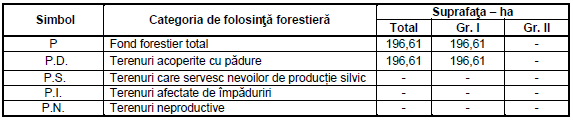 Simbol Categoria de folosinţă forestieră Suprafaţa – ha
Total Gr. I Gr. II
P Fond forestier total 196,61 196,61 -
P.D. Terenuri acoperite cu pădure 196,61 196,61 -
P.S. Terenuri care servesc nevoilor de producție silvic - - -
P.I. Terenuri afectate de împăduriri - - -
P.N. Terenuri neproductive - - -